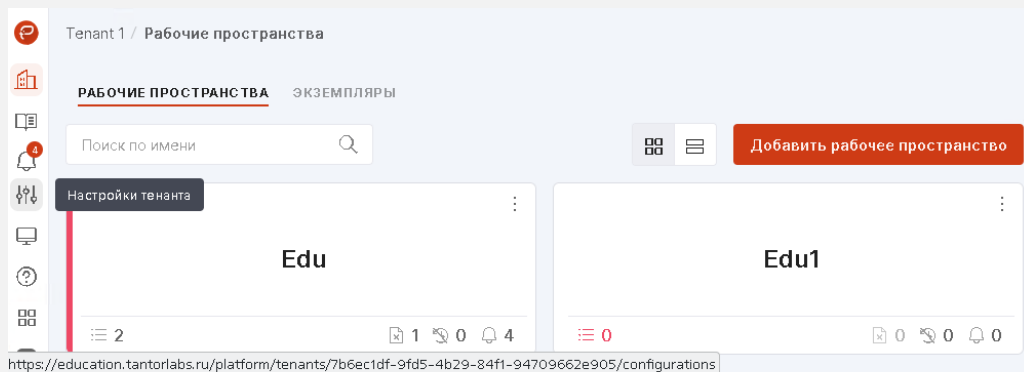 Tenant 1 / Рабочие пространства
РАБОЧИЕ ПРОСТРАНСТВА ЭКЗЕМПЛЯРЫ
Поиск по имени
Добавить рабочее пространство
4
Настройки тенанта
Edu
Edu1
2 1 0 4
0 0 0 0
https://education.tantorlabs.ru/platform/tenants/7b6ec1df-9fd5-4b29-84f1-94709662e905/configurations